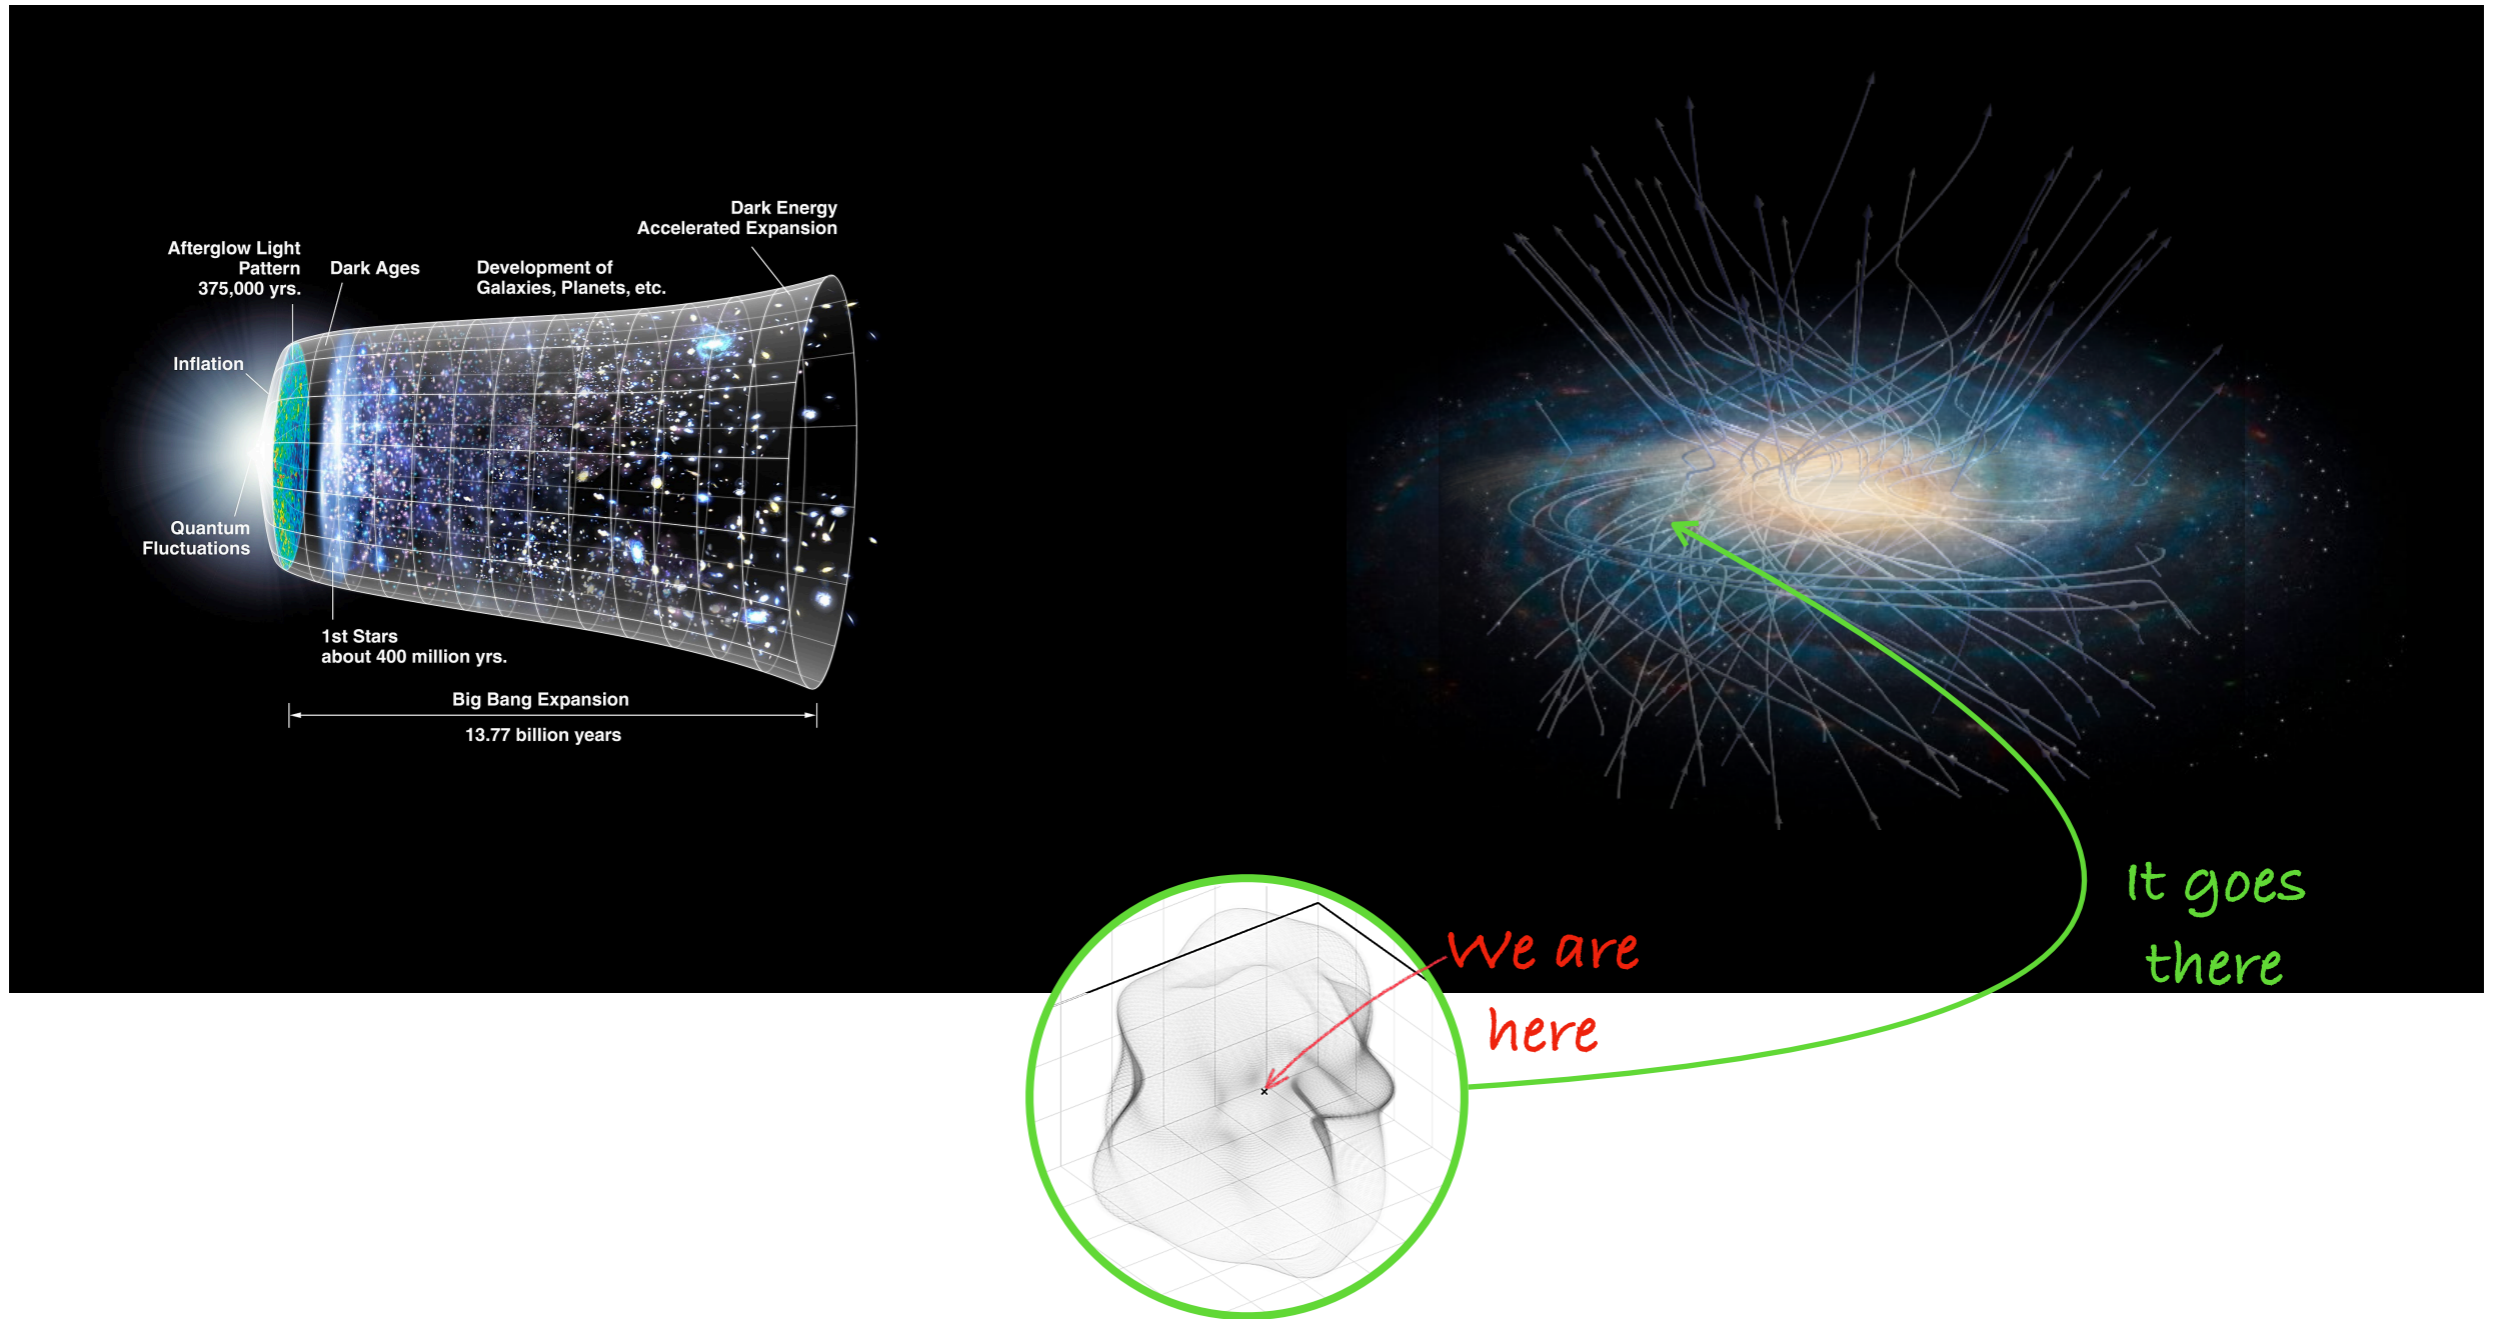 Dark Energy
Accelerated Expansion
Afterglow Light
Pattern
375,000 yrs.
Dark Ages
Development of
Galaxies, Planets, etc.
Inflation
Quantum
Fluctuations
1st Stars
about 400 million yrs.
Big Bang Expansion
13.77 billion years
It goes
there
We are
here